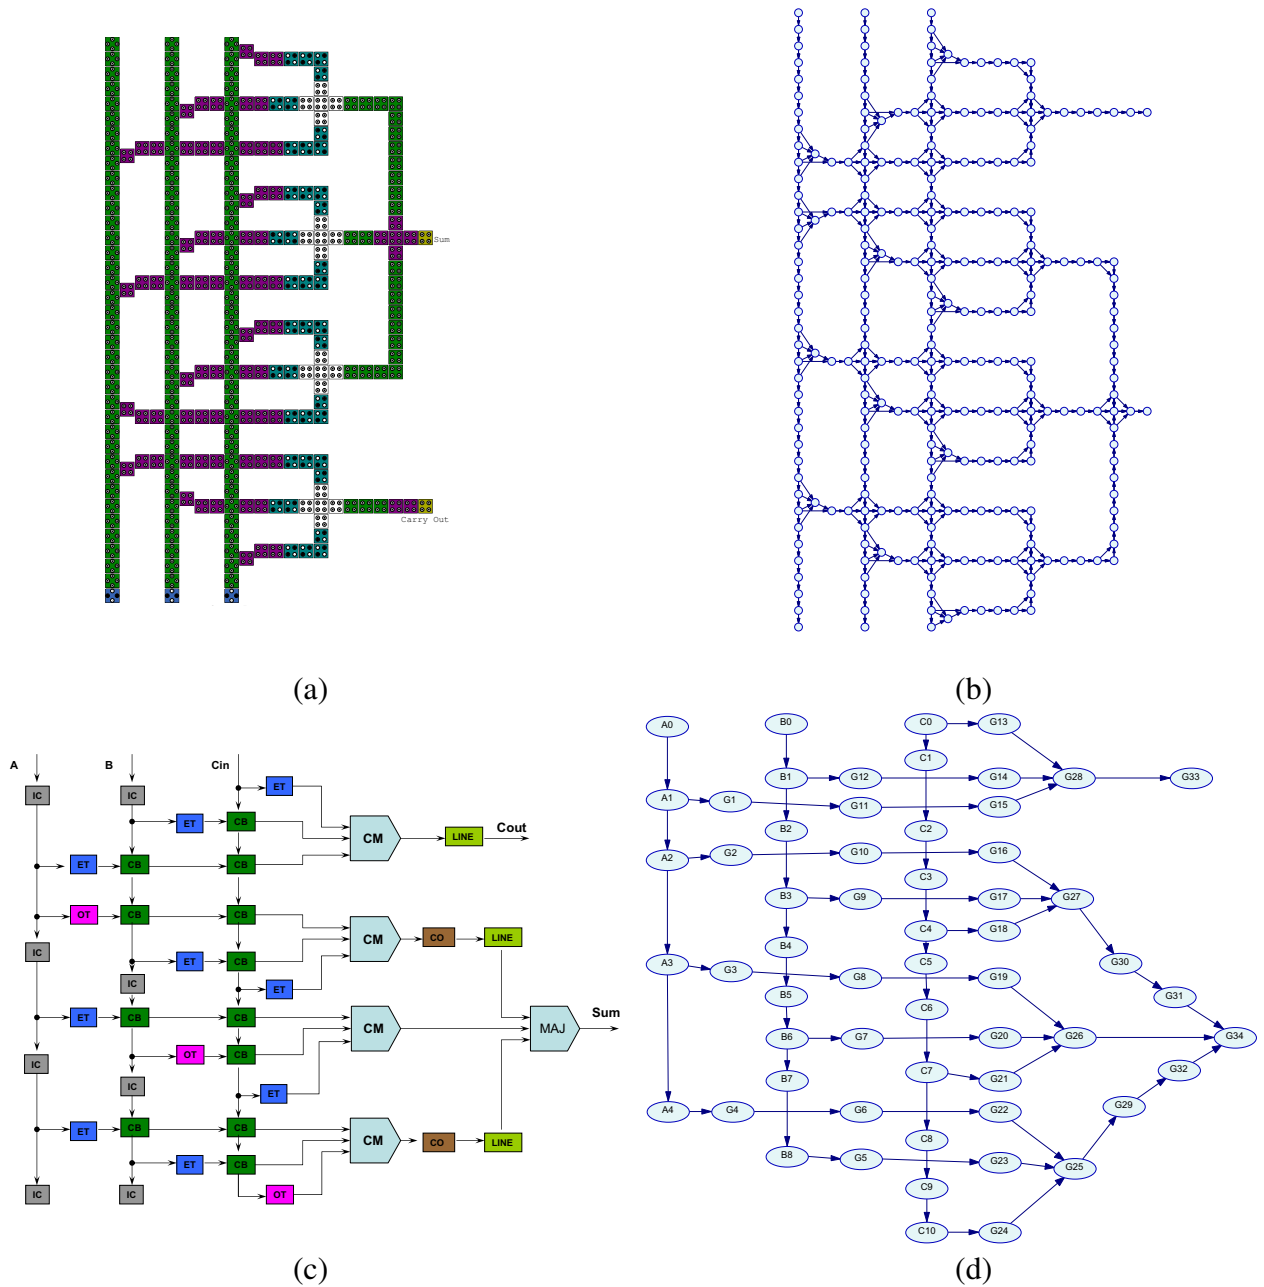 Sum
Carry Out
(a)
(b)
A
B
Cin
IC
IC
ET
ET
CB
CM
LINE
Cout
ET
CB
CB
OT
CB
CB
IC
ET
CB
CM
CO
LINE
IC
ET
ET
CB
CB
CM
MAJ
Sum
OT
CB
IC
IC
ET
ET
CB
CB
CM
CO
LINE
ET
CB
IC
IC
OT
(c)
A0
B0
C0
G13
C1
B1
G12
G14
G28
G33
A1
G1
G11
G15
B2
C2
A2
G2
G10
G16
C3
B3
G9
G17
G27
C4
G18
B4
A3
G3
G8
C5
G19
G30
B5
G31
C6
B6
G7
G20
G26
G34
C7
G21
B7
G32
A4
G4
G6
G22
G29
C8
B8
G5
G23
G25
C9
C10
G24
(d)